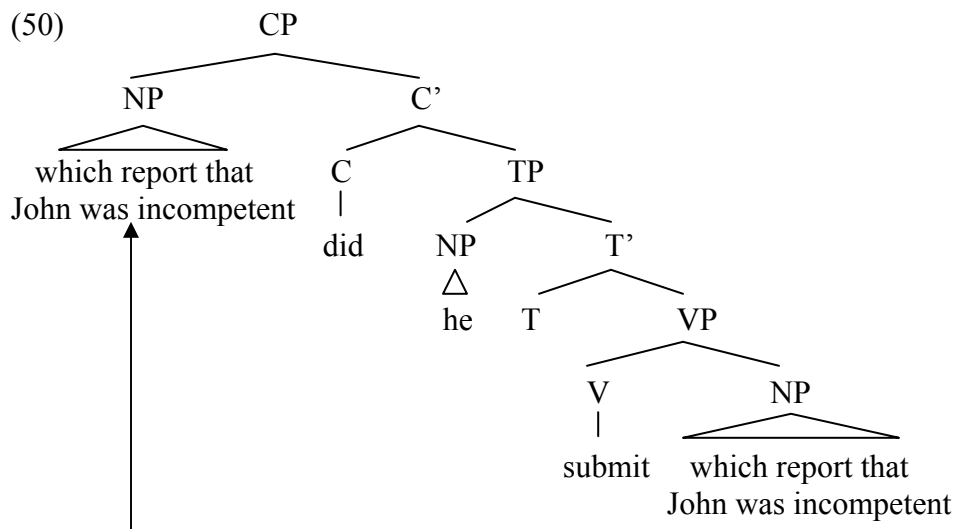 (50) CP
NP C’
which report that C TP
John was incompetent
did NP T’
he T VP
V NP
submit which report that
John was incompetent